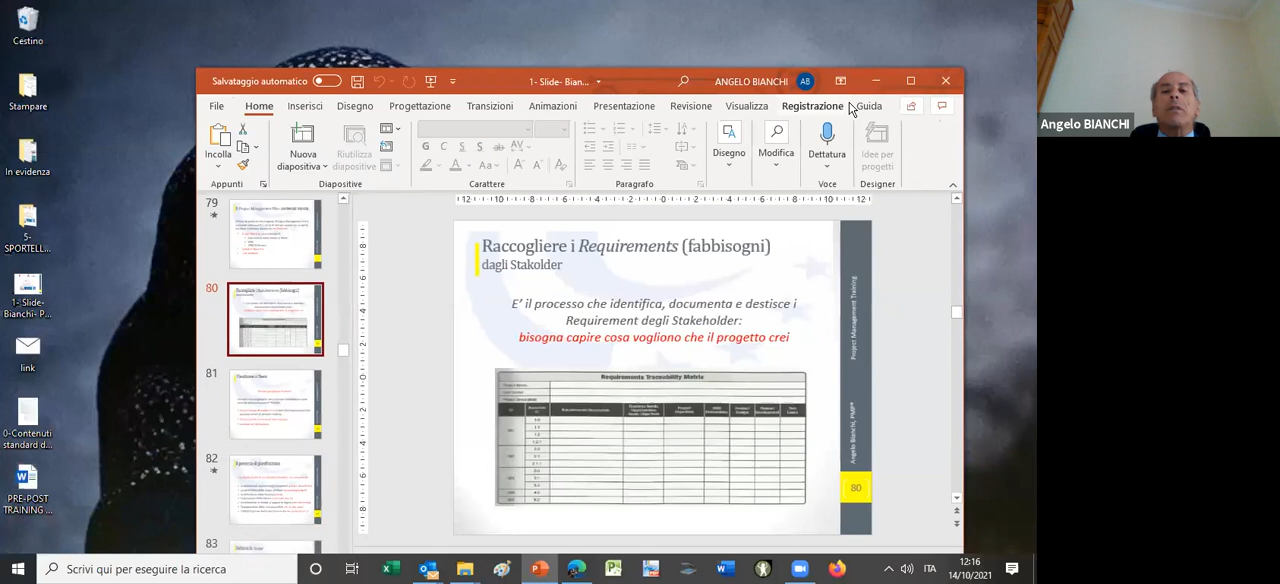 Cestino
Stampare
In evidenza
5-
SPORTELL...
1- Slide-
Bianchi- P...
link
0-Contenuti
standard d...
PRE-POST
TRAINING ...
Salvataggio automatico
1- Slide- Bian...
ANGELO BIANCHI
AB
File
Home
Inserisci
Disegno
Progettazione
Transizioni
Animazioni
Presentazione
Revisione
Visualizza
Registrazione
Guida
Incolla
Nuova
diapositiva
Riutilizza
diapositive
G
C
S
S
ab
AV
Aa
A
A
Disegno
Modifica
Dettatura
Idee per
progetti
Appunti
Diapositive
Carattere
Paragrafo
Voce
Designer
79
80
81
82
83
Raccogliere i Requirements (fabbisogni)
dagli Stakolder
E' il processo che identifica, documenta e destisce i
Requirement degli Stakeholder:
bisogna capire cosa vogliono che il progetto crei
Requirements Traceability Matrix
Project Management Training
Angelo Bianchi, PMP®
80
Angelo BIANCHI
Scrivi qui per eseguire la ricerca
ITA
12:16
14/10/2021